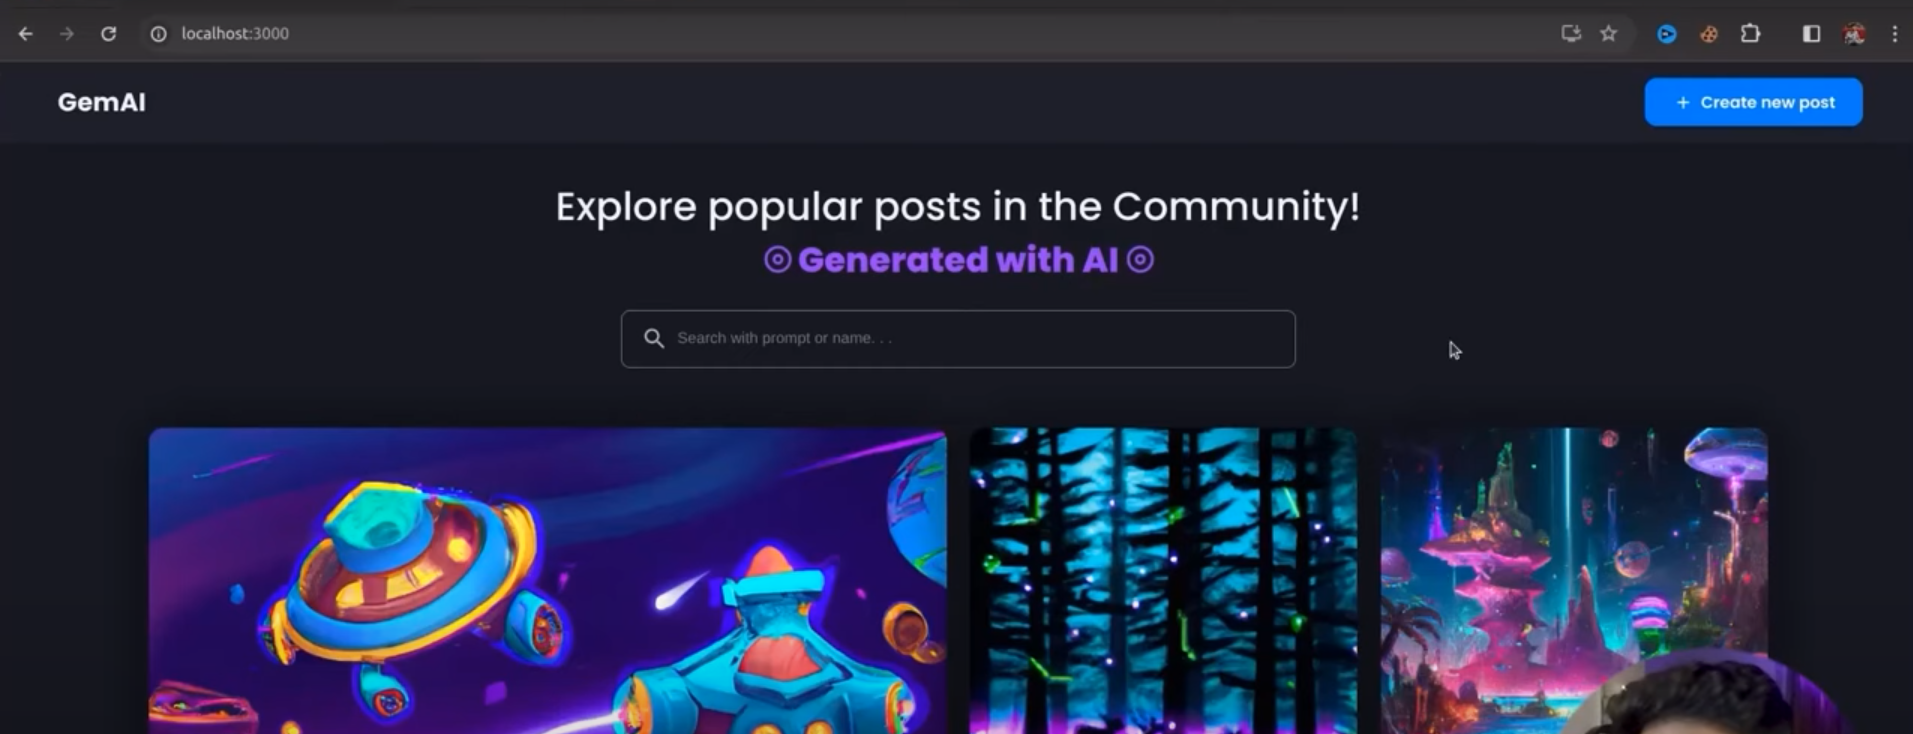 localhost:3000
GemAI
+ Create new post
Explore popular posts in the Community!
Generated with AI
Search with prompt or name. . .